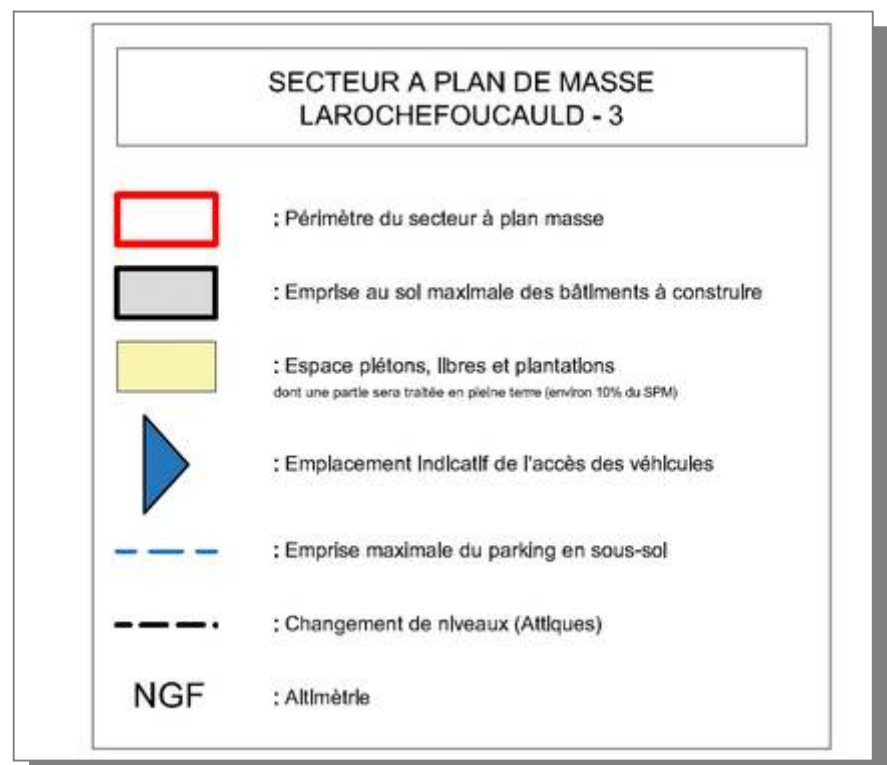 SECTEUR A PLAN DE MASSE
LAROCHEFOUCAULD - 3
: Périmètre du secteur à plan masse
: Emprise au sol maximale des bâtiments à construire
: Espace piétons, libres et plantations
dont une partie sera traîtée en pleine terre (environ 10% du SPM)
: Emplacement indicatif de l'accès des véhicules
: Emprise maximale du parking en sous-sol
: Changement de niveaux (Attiques)
NGF : Altimètrie